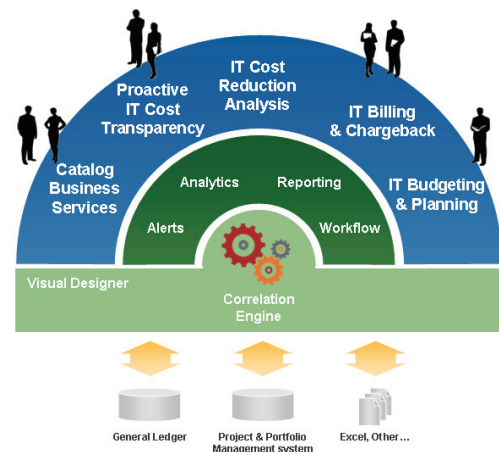 IT Cost
Reduction
Analysis
Proactive
IT Cost
Transparency
IT Billing
& Chargeback
Catalog
Business
Services
IT Budgeting
& Planning
Analytics
Reporting
Alerts
Workflow
Visual Designer
Correlation
Engine
General Ledger
Project & Portfolio
Management system
Excel, Other...